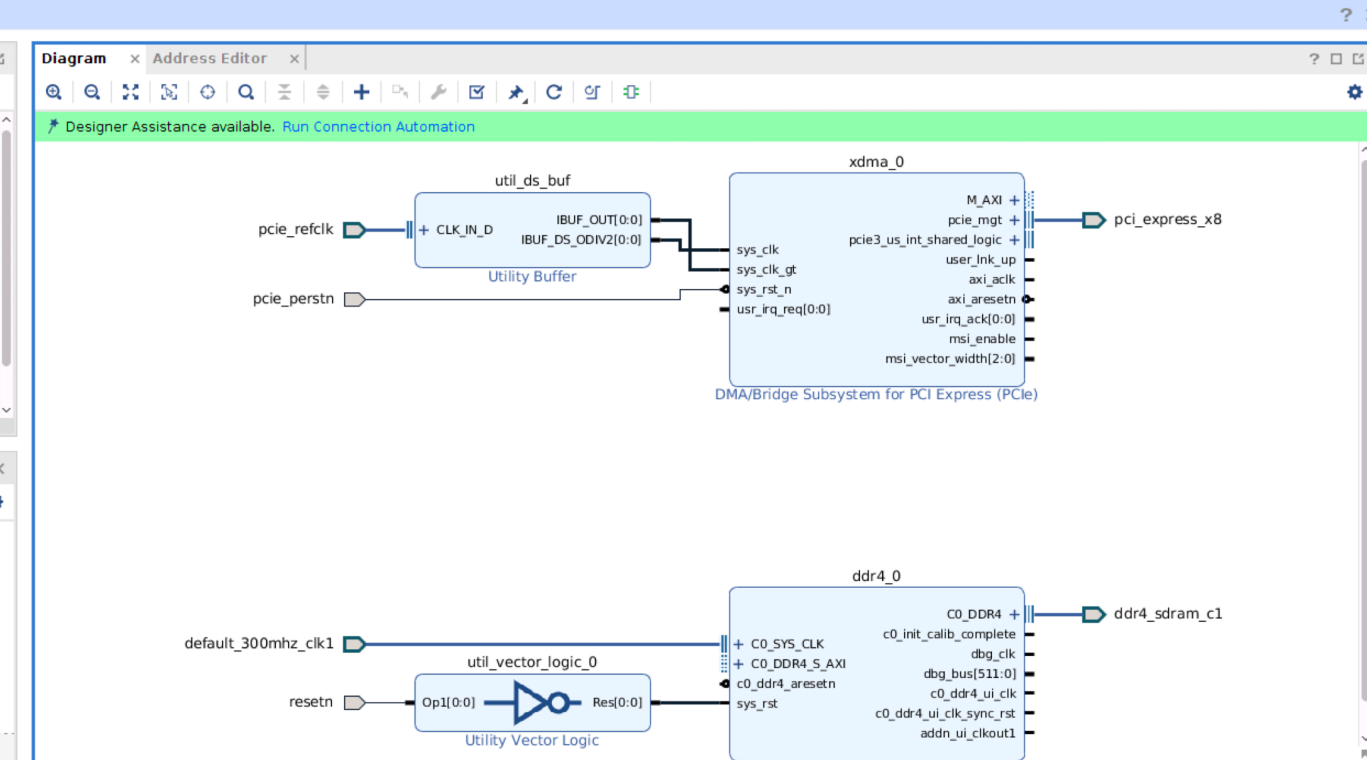 ?
Diagram × Address Editor ×
?
Designer Assistance available. Run Connection Automation
util_ds_buf
pcie_refclk
CLK_IN_D
IBUF_OUT[0:0]
IBUF_DS_ODIV2[0:0]
Utility Buffer
pcie_perstn
xdma_0
sys_clk
sys_clk_gt
sys_rst_n
usr_irq_req[0:0]
M_AXI
pcie_mgt
pcie3_us_int_shared_logic
user_lnk_up
axi_aclk
axi_aresetn
usr_irq_ack[0:0]
msi_enable
msi_vector_width[2:0]
DMA/Bridge Subsystem for PCI Express (PCIe)
pci_express_x8
default_300mhz_clk1
util_vector_logic_0
resetn
Op1[0:0]
Res[0:0]
Utility Vector Logic
ddr4_0
C0_SYS_CLK
C0_DDR4_S_AXI
c0_ddr4_aresetn
sys_rst
C0_DDR4
c0_init_calib_complete
dbg_clk
dbg_bus[511:0]
c0_ddr4_ui_clk
c0_ddr4_ui_clk_sync_rst
addn_ui_clkout1
ddr4_sdram_c1